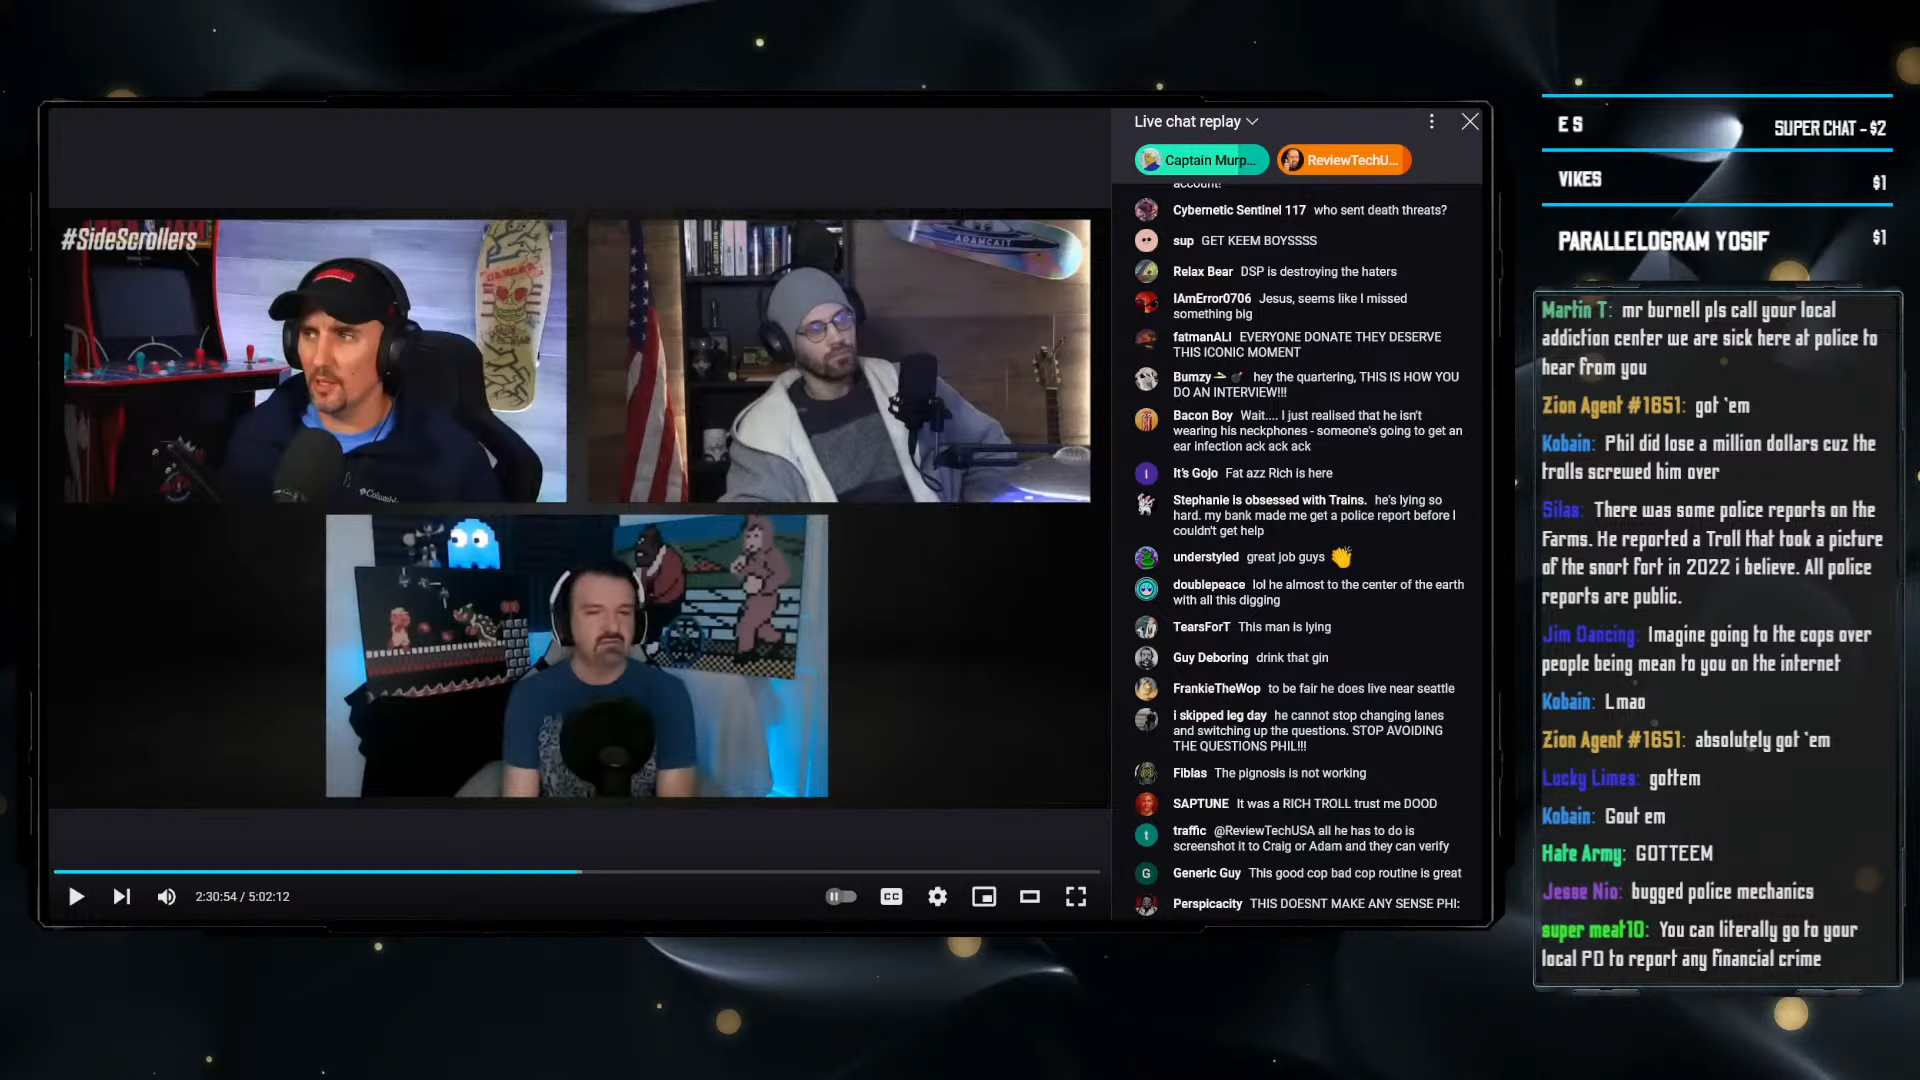 #SideScrollers
ADAMCAIT
Columbia
2:30:54 / 5:02:12
CC
Live chat replay
Captain Murp...
ReviewTechU...
account!
Cybernetic Sentinel 117 who sent death threats?
sup GET KEEM BOYSSSS
Relax Bear DSP is destroying the haters
IAmError0706 Jesus, seems like I missed
something big
fatmanALI EVERYONE DONATE THEY DESERVE
THIS ICONIC MOMENT
Bumzy hey the quartering, THIS IS HOW YOU
DO AN INTERVIEW!!!
Bacon Boy Wait.... I just realised that he isn't
wearing his neckphones - someone's going to get an
ear infection ack ack ack
I
It's Gojo Fat azz Rich is here
Stephanie is obsessed with Trains. he's lying so
hard. my bank made me get a police report before I
couldn't get help
understyled great job guys 👏
doublepeace lol he almost to the center of the earth
with all this digging
TearsForT This man is lying
Guy Deboring drink that gin
FrankieTheWop to be fair he does live near seattle
i skipped leg day he cannot stop changing lanes
and switching up the questions. STOP AVOIDING
THE QUESTIONS PHIL!!!
Fiblas The pignosis is not working
SAPTUNE It was a RICH TROLL trust me DOOD
t
traffic @ReviewTechUSA all he has to do is
screenshot it to Craig or Adam and they can verify
G
Generic Guy This good cop bad cop routine is great
Perspicacity THIS DOESNT MAKE ANY SENSE PHI:
E S SUPER CHAT - $2
VIKES $1
PARALLELOGRAM YOSIF $1
Martin T: mr burnell pls call your local
addiction center we are sick here at police to
hear from you
Zion Agent #1651: got 'em
Kobain: Phil did lose a million dollars cuz the
trolls screwed him over
Silas: There was some police reports on the
Farms. He reported a Troll that took a picture
of the snort fort in 2022 i believe. All police
reports are public.
Jim Dancing: Imagine going to the cops over
people being mean to you on the internet
Kobain: Lmao
Zion Agent #1651: absolutely got 'em
Lucky Limes: gottem
Kobain: Gout em
Hate Army: GOTTEEM
Jesse Nio: bugged police mechanics
super meat10: You can literally go to your
local PD to report any financial crime